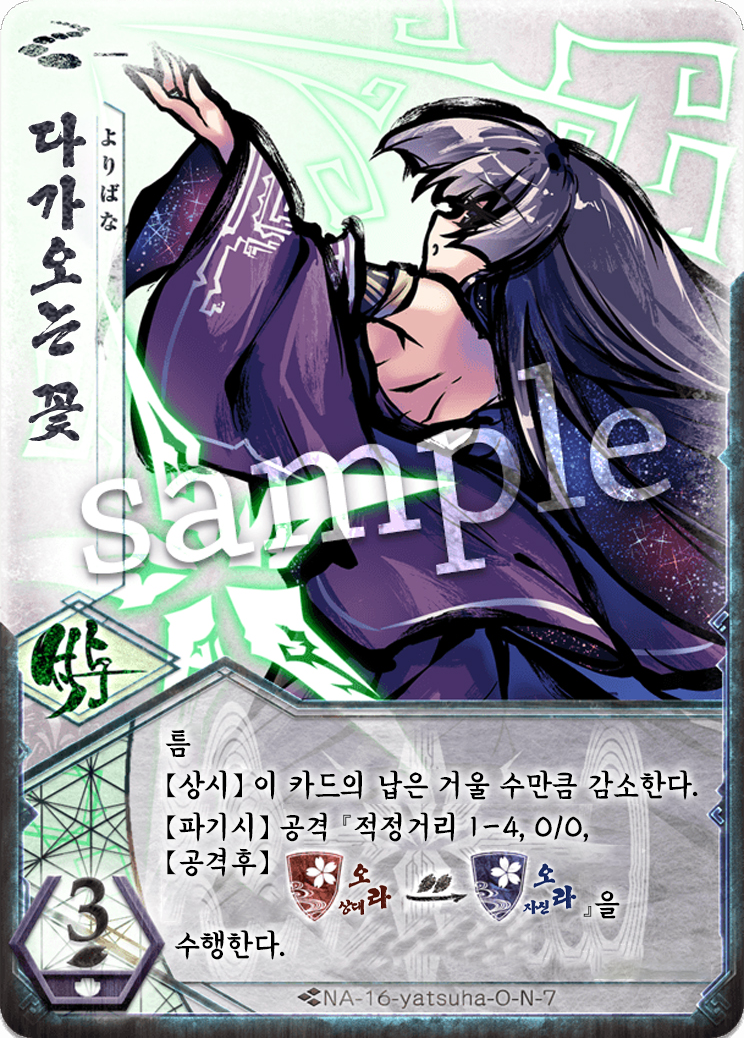 다가오는 꽃
よりばな
sample
틈
【상시】 이 카드의 납은 거울 수만큼 감소한다.
【파기시】 공격 『적정거리 1-4, 0/0,
【공격후】 상대 오라 자신 오라 』을
수행한다.
3
NA-16-yatsuha-O-N-7